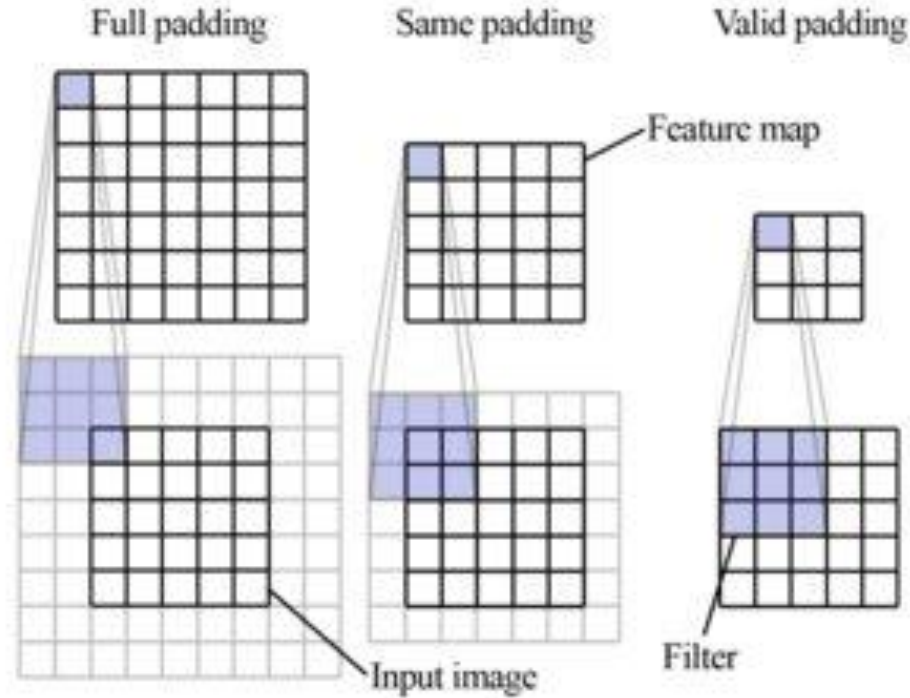 Full padding
Same padding
Valid padding
Feature map
Filter
Input image